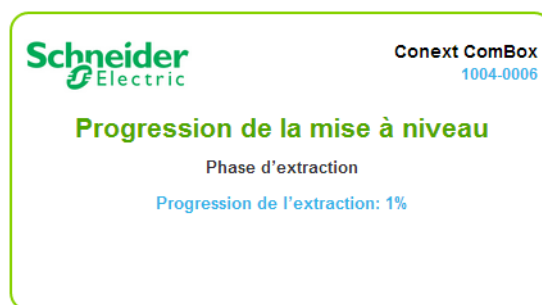 Schneider
Electric
Conext ComBox
1004-0006
Progression de la mise à niveau
Phase d'extraction
Progression de l'extraction: 1%